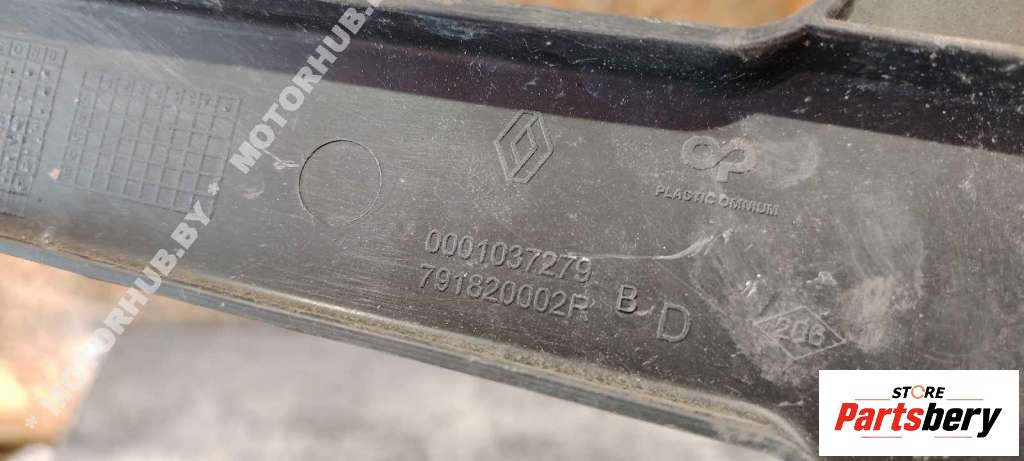 * MOTORHUB.BY * MOTORHUB.BY
PLASTIC OMNIUM
0001037279
791820002R B D
206
STORE
Partsbery